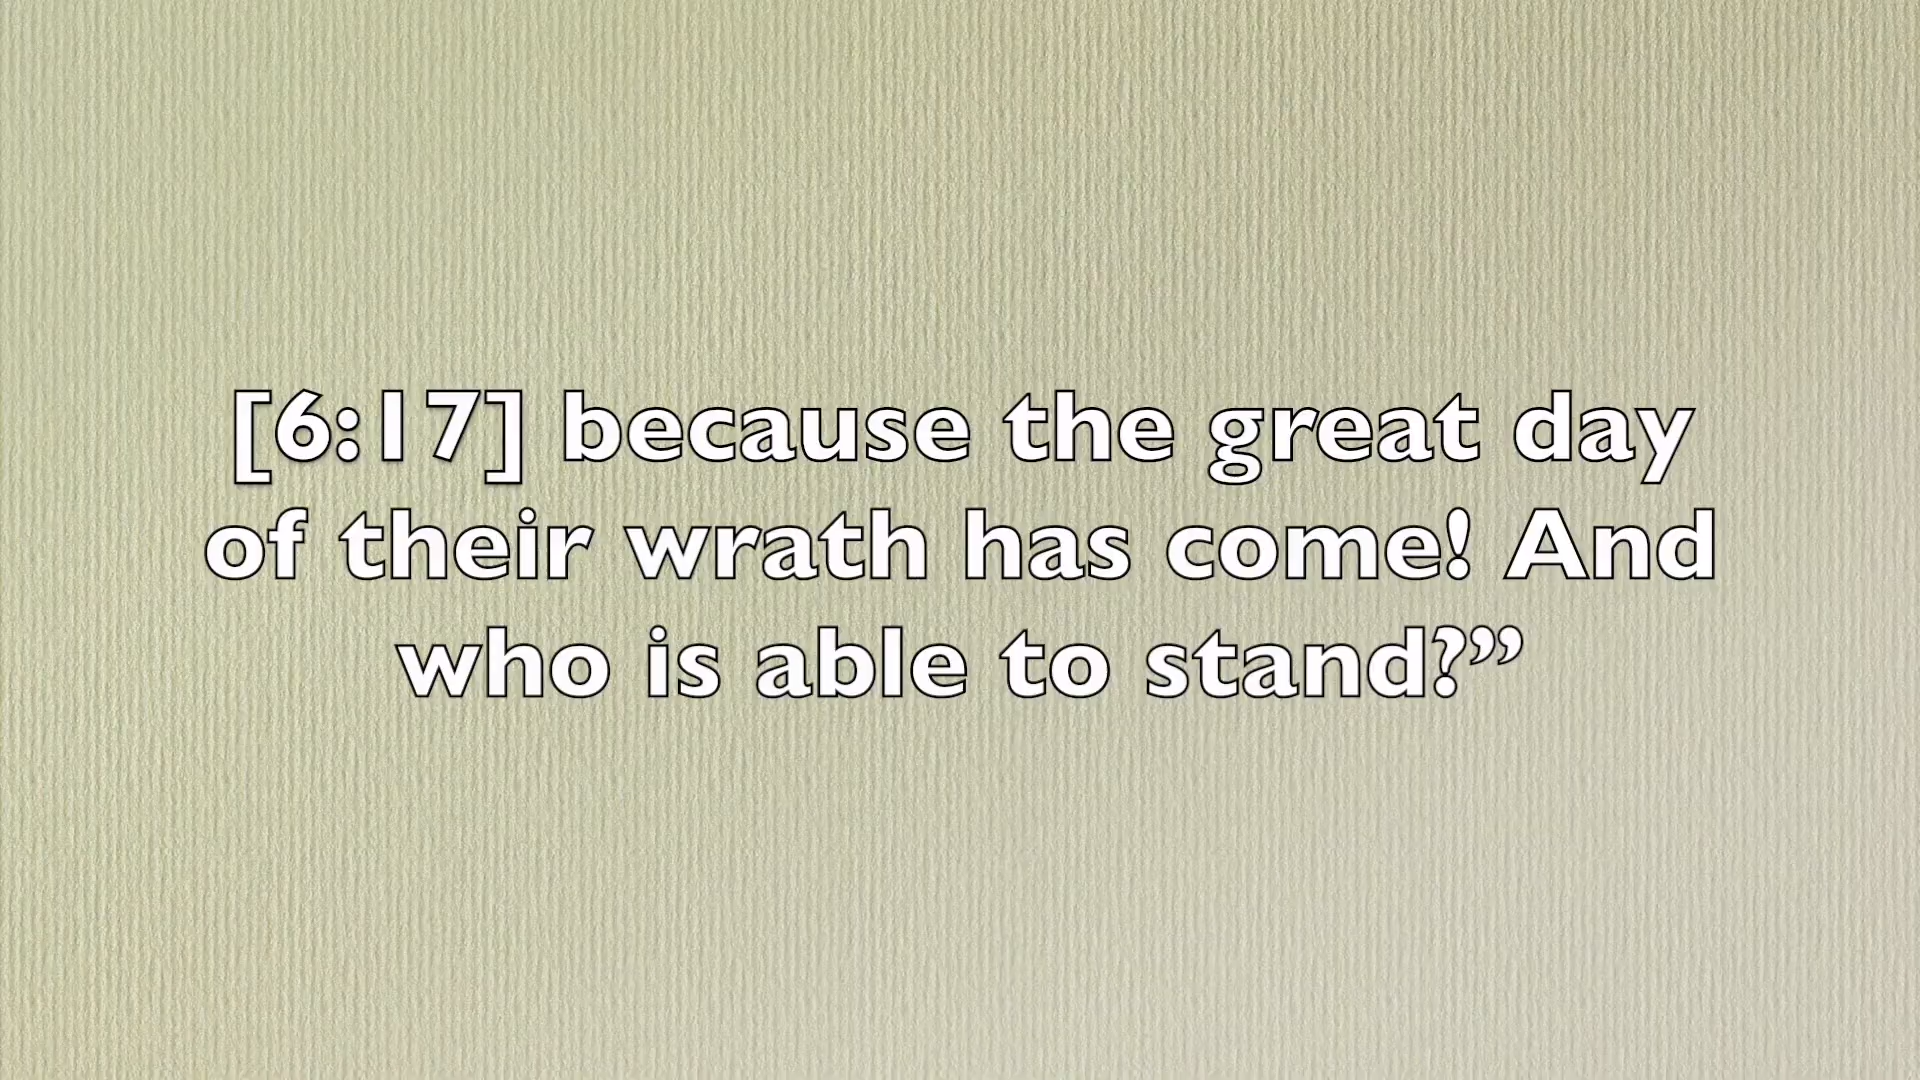 [6:17] because the great day
of their wrath has come! And
who is able to stand?”